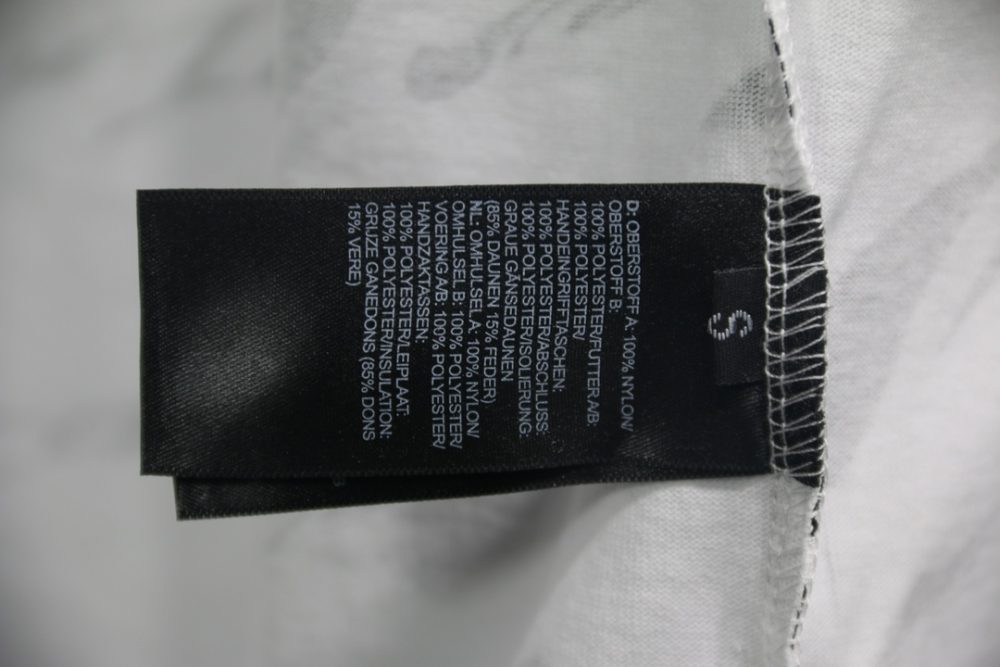 S
D: OBERSTOFF A: 100% NYLON/
OBERSTOFF B:
100% POLYESTER/FUTTER A/B:
100% POLYESTER/
HANDEINGRIFFTASCHEN:
100% POLYESTER/ABSCHLUSS:
100% POLYESTER/ISOLIERUNG:
GRAUE GÄNSEDAUNEN
(85% DAUNEN 15% FEDER)
NL: OMHULSEL A: 100% NYLON/
OMHULSEL B: 100% POLYESTER/
VOERING A/B: 100% POLYESTER/
HANDZAKTASSEN:
100% POLYESTER/LEIPLAAT:
100% POLYESTER/INSULATION:
GRIJZE GANEDONS (85% DONS
15% VERE)